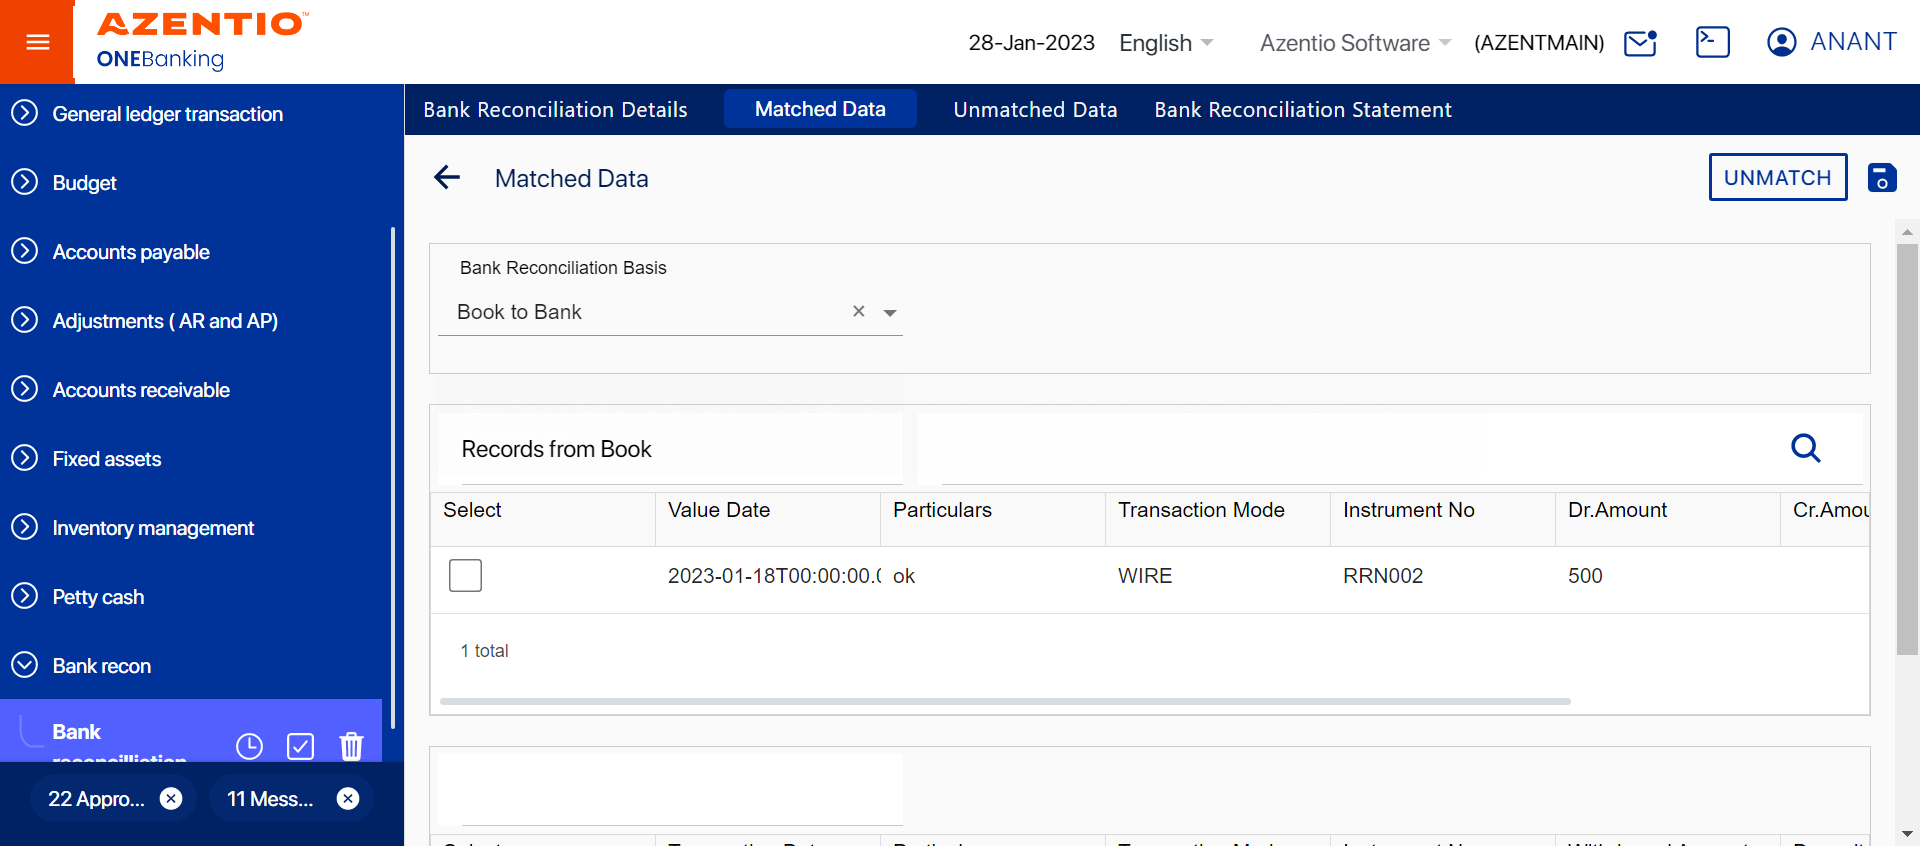 AZENTIO™
ONEBanking
28-Jan-2023 English Azentio Software (AZENTMAIN) ANANT
General ledger transaction
Budget
Accounts payable
Adjustments ( AR and AP)
Accounts receivable
Fixed assets
Inventory management
Petty cash
Bank recon
Bank
reconcilliation
22 Appro... 11 Mess...
Bank Reconciliation Details Matched Data Unmatched Data Bank Reconciliation Statement
Matched Data UNMATCH
Bank Reconciliation Basis
Book to Bank
Records from Book
Select Value Date Particulars Transaction Mode Instrument No Dr.Amount Cr.Amou
2023-01-18T00:00:00.0 ok WIRE RRN002 500
1 total